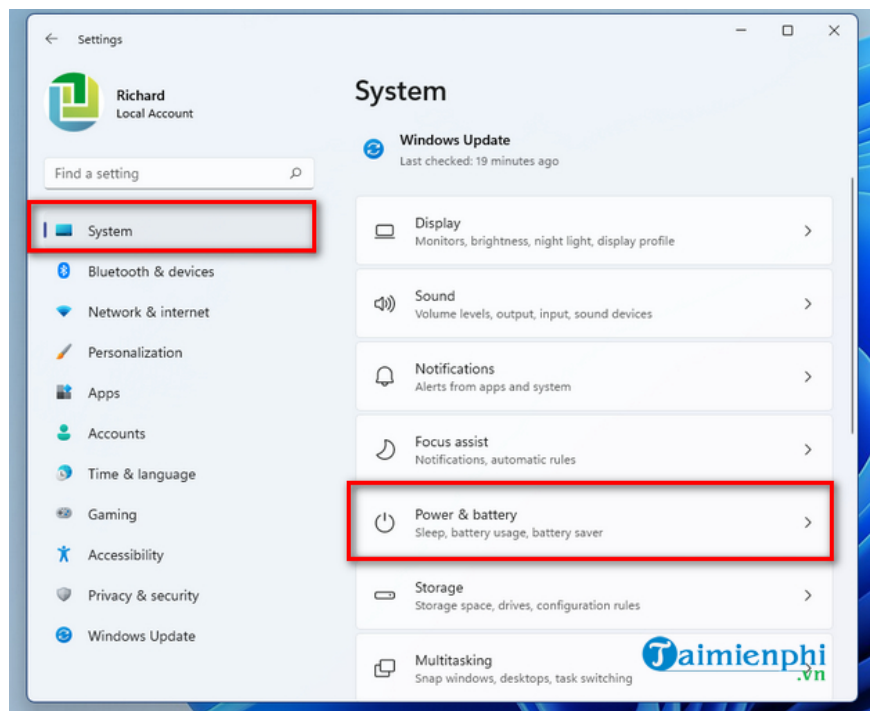 Settings
Richard
Local Account
Find a setting
System
Bluetooth & devices
Network & internet
Personalization
Apps
Accounts
Time & language
Gaming
Accessibility
Privacy & security
Windows Update
System
Windows Update
Last checked: 19 minutes ago
Display
Monitors, brightness, night light, display profile
Sound
Volume levels, output, input, sound devices
Notifications
Alerts from apps and system
Focus assist
Notifications, automatic rules
Power & battery
Sleep, battery usage, battery saver
Storage
Storage space, drives, configuration rules
Multitasking
Snap windows, desktops, task switching
Taimienphi
.vn